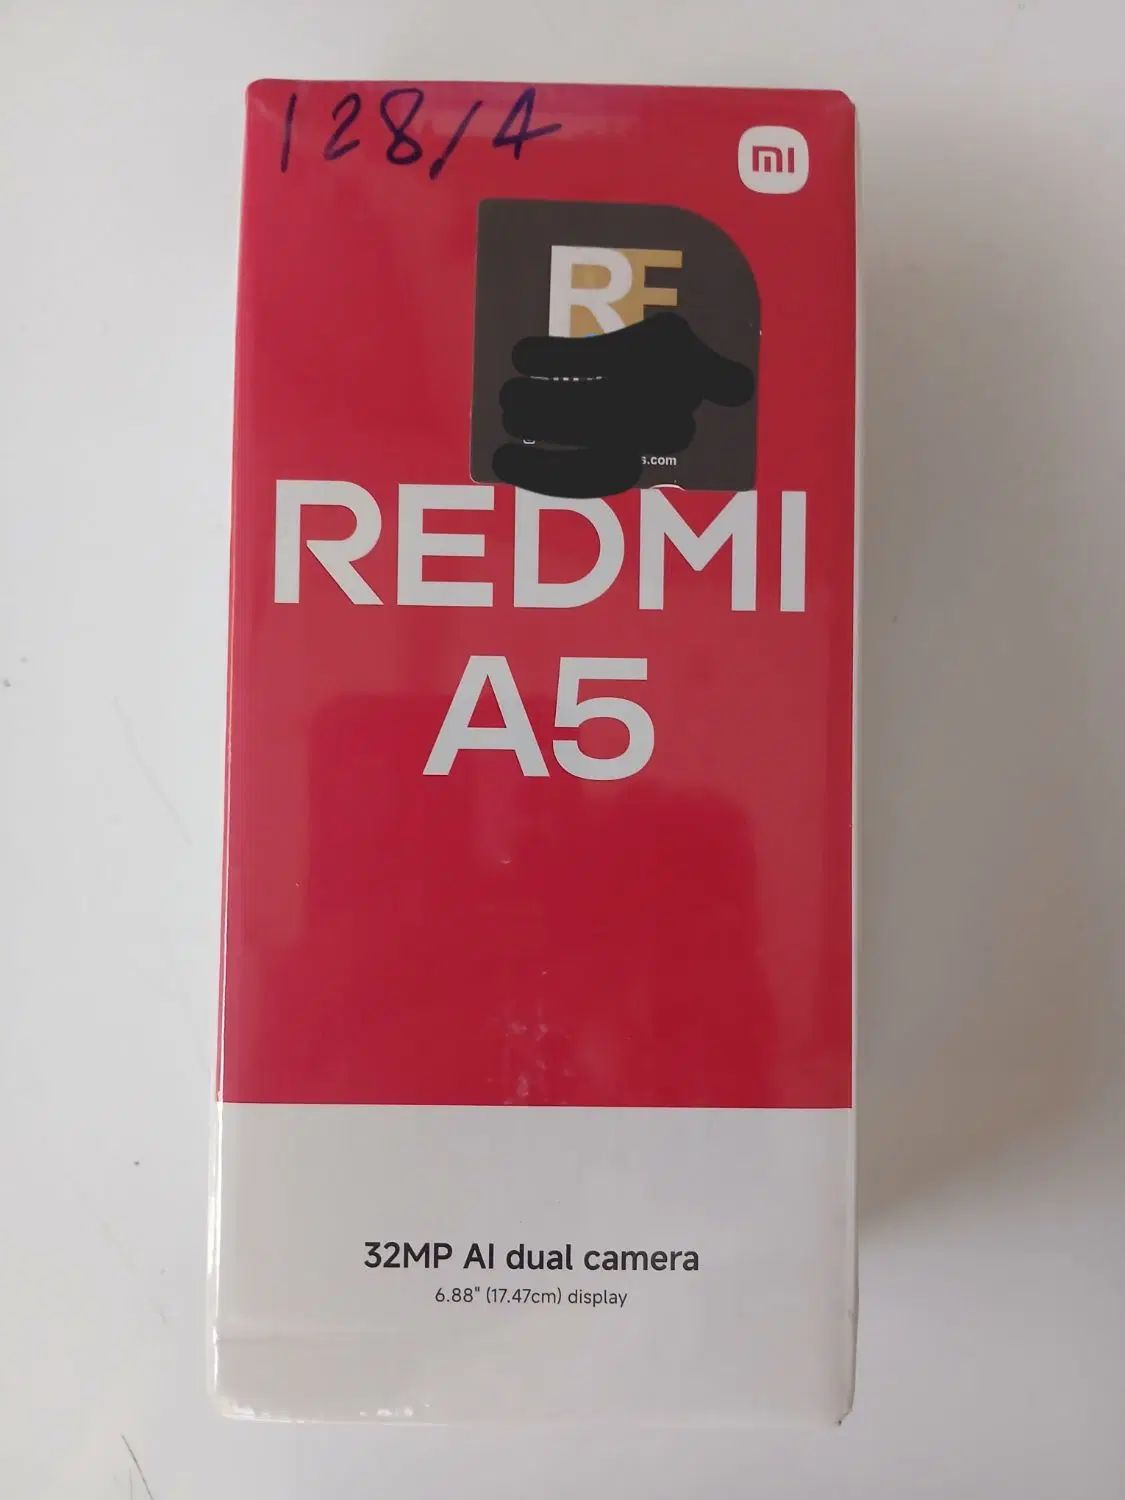 128/4
mi
RF
s.com
REDMI
A5
32MP AI dual camera
6.88" (17.47cm) display